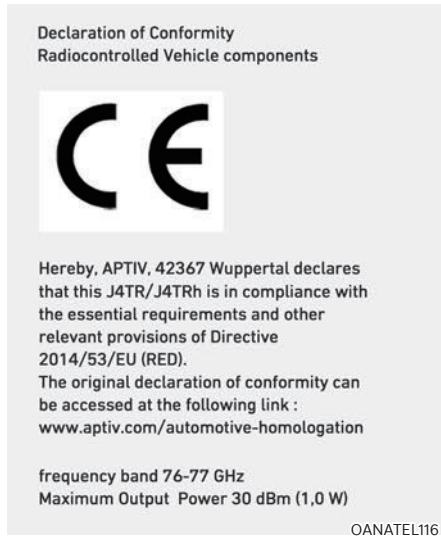 Declaration of Conformity
Radiocontrolled Vehicle components
CE
Hereby, APTIV, 42367 Wuppertal declares
that this J4TR/J4TRh is in compliance with
the essential requirements and other
relevant provisions of Directive
2014/53/EU (RED).
The original declaration of conformity can
be accessed at the following link :
www.aptiv.com/automotive-homologation
frequency band 76-77 GHz
Maximum Output Power 30 dBm (1,0 W)
OANATEL116